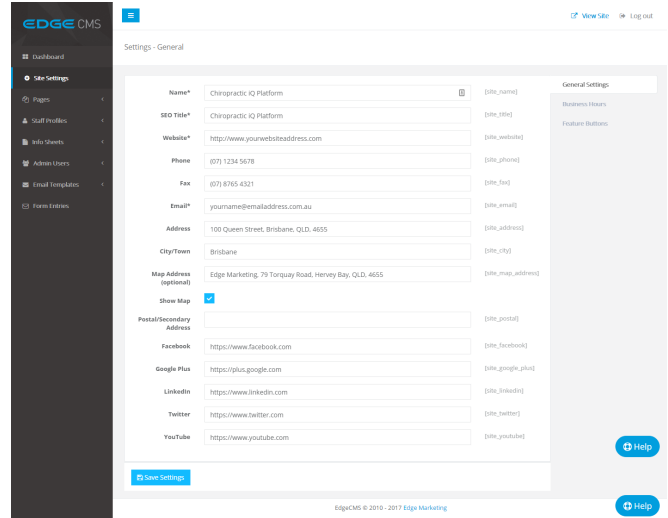 EDGE CMS
View Site
Log out
Dashboard
Site Settings
Pages
Staff Profiles
Info Sheets
Admin Users
Email Templates
Form Entries
Settings - General
Name* Chiropractic IQ Platform [site_name]
SEO Title* Chiropractic IQ Platform [site_title]
Website* http://www.yourwebsiteaddress.com [site_website]
Phone (07) 1234 5678 [site_phone]
Fax (07) 8765 4321 [site_fax]
Email* yourname@emailaddress.com.au [site_email]
Address 100 Queen Street, Brisbane, QLD, 4655 [site_address]
City/Town Brisbane [site_city]
Map Address (optional) Edge Marketing, 79 Torquay Road, Hervey Bay, QLD, 4655 [site_map_address]
Show Map
Postal/Secondary Address [site_postal]
Facebook https://www.facebook.com [site_facebook]
Google Plus https://plus.google.com [site_google_plus]
LinkedIn https://www.linkedin.com [site_linkedin]
Twitter https://www.twitter.com [site_twitter]
YouTube https://www.youtube.com [site_youtube]
General Settings
Business Hours
Feature Buttons
Help
Save Settings
EdgeCMS © 2010 - 2017 Edge Marketing
Help